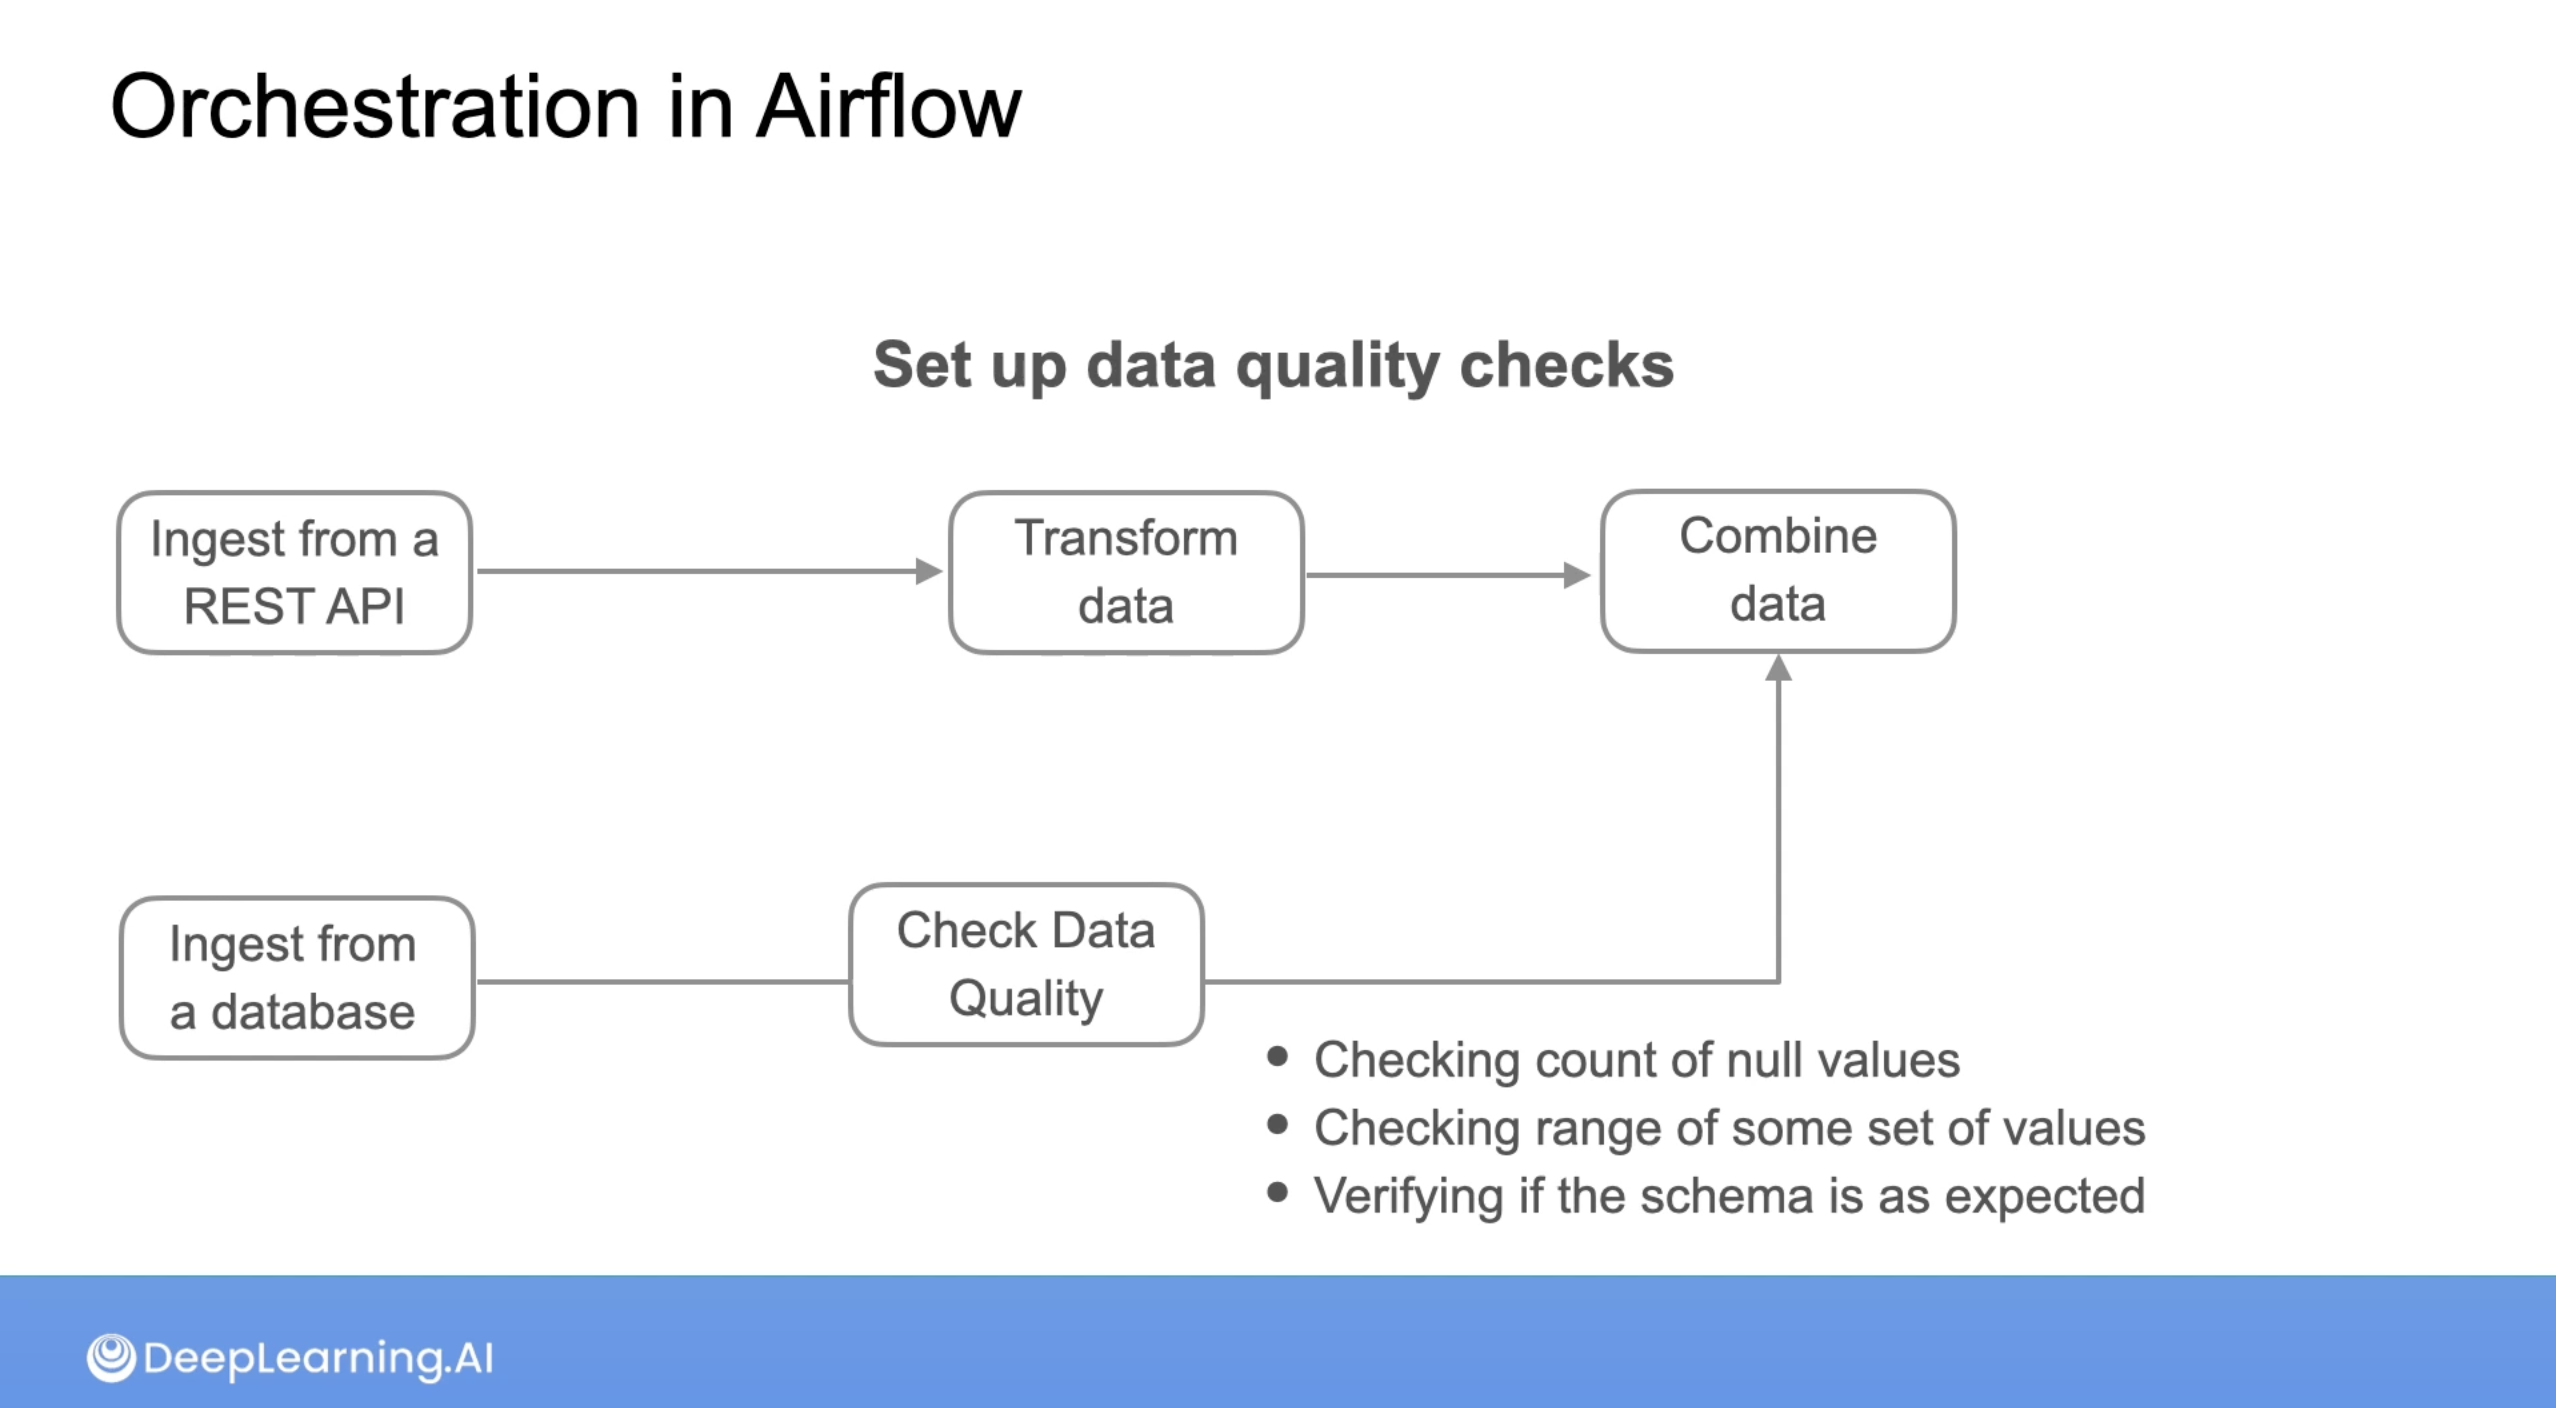 Orchestration in Airflow
Set up data quality checks
Ingest from a
REST API
Transform
data
Combine
data
Ingest from
a database
Check Data
Quality
• Checking count of null values
• Checking range of some set of values
• Verifying if the schema is as expected
DeepLearning.AI